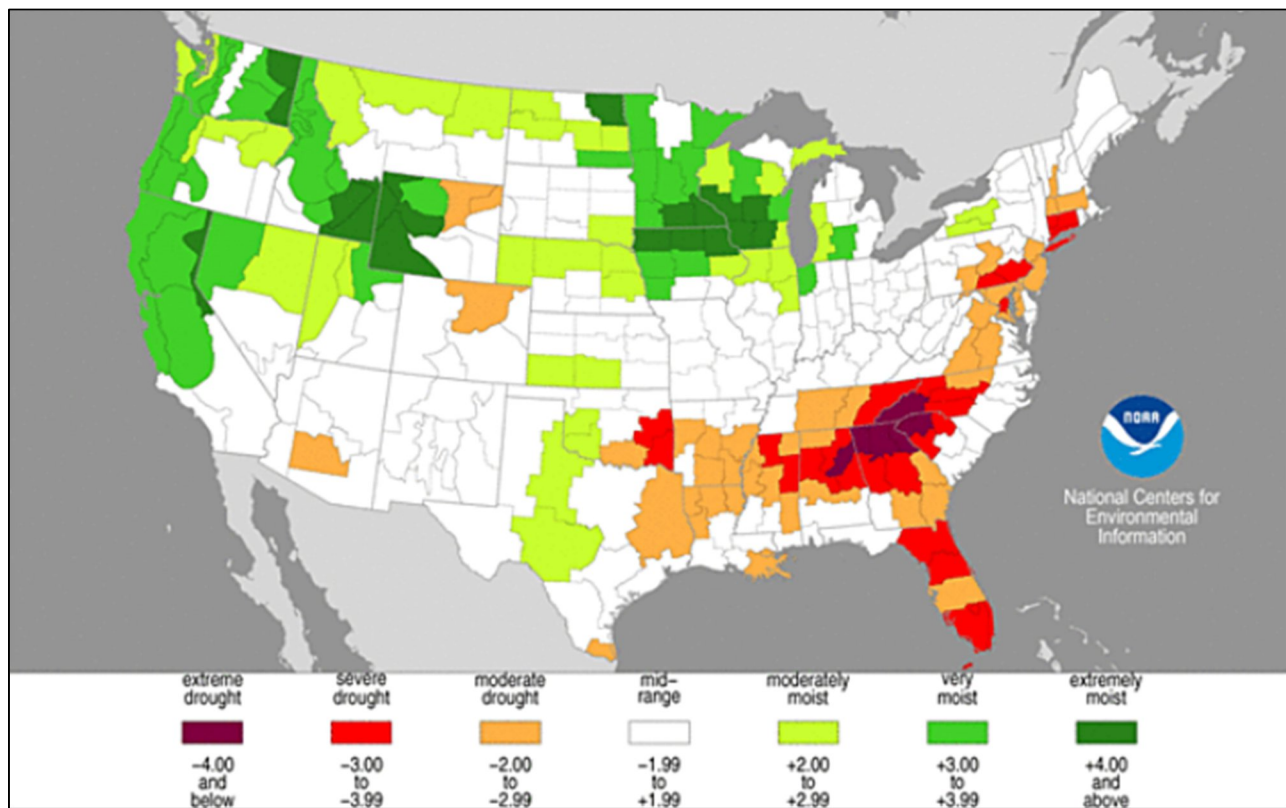 NOAA
National Centers for
Environmental
Information
extreme drought
severe drought
moderate drought
mid-range
moderately moist
very moist
extremely moist
−4.00 and below
−3.00 to −3.99
−2.00 to −2.99
−1.99 to +1.99
+2.00 to +2.99
+3.00 to +3.99
+4.00 and above